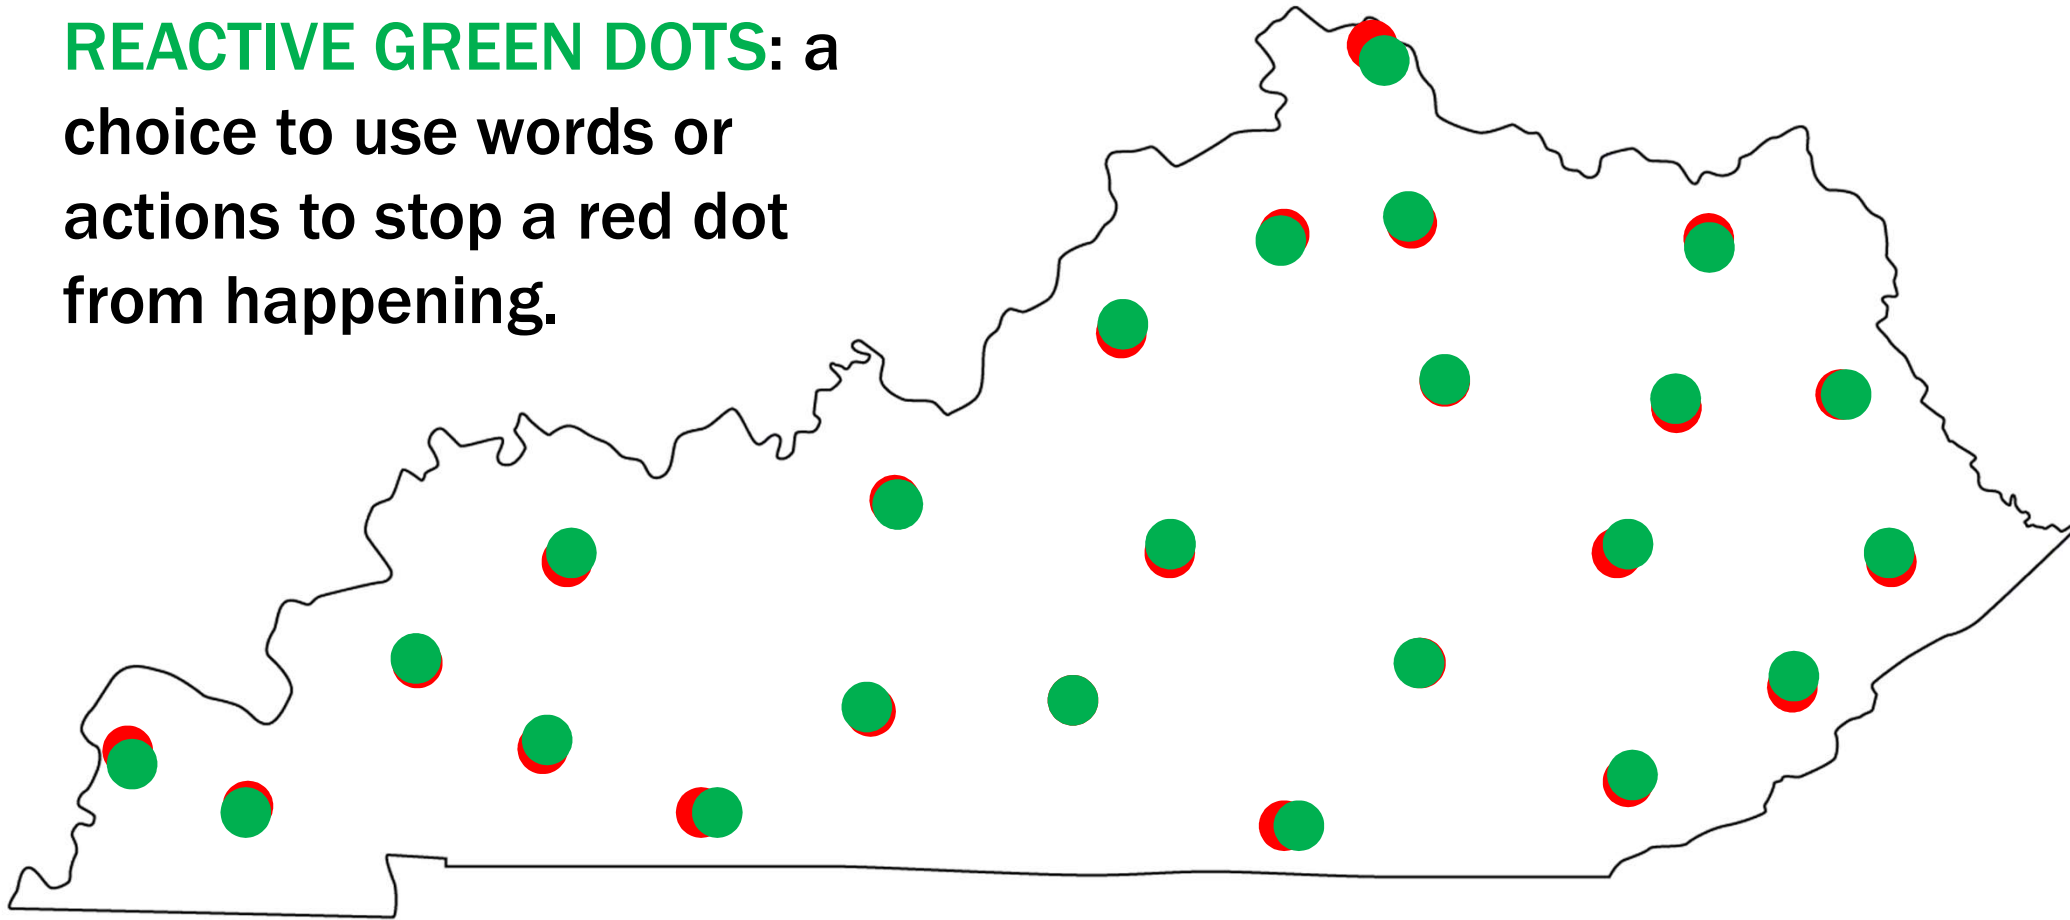 REACTIVE GREEN DOTS: a
choice to use words or
actions to stop a red dot
from happening.